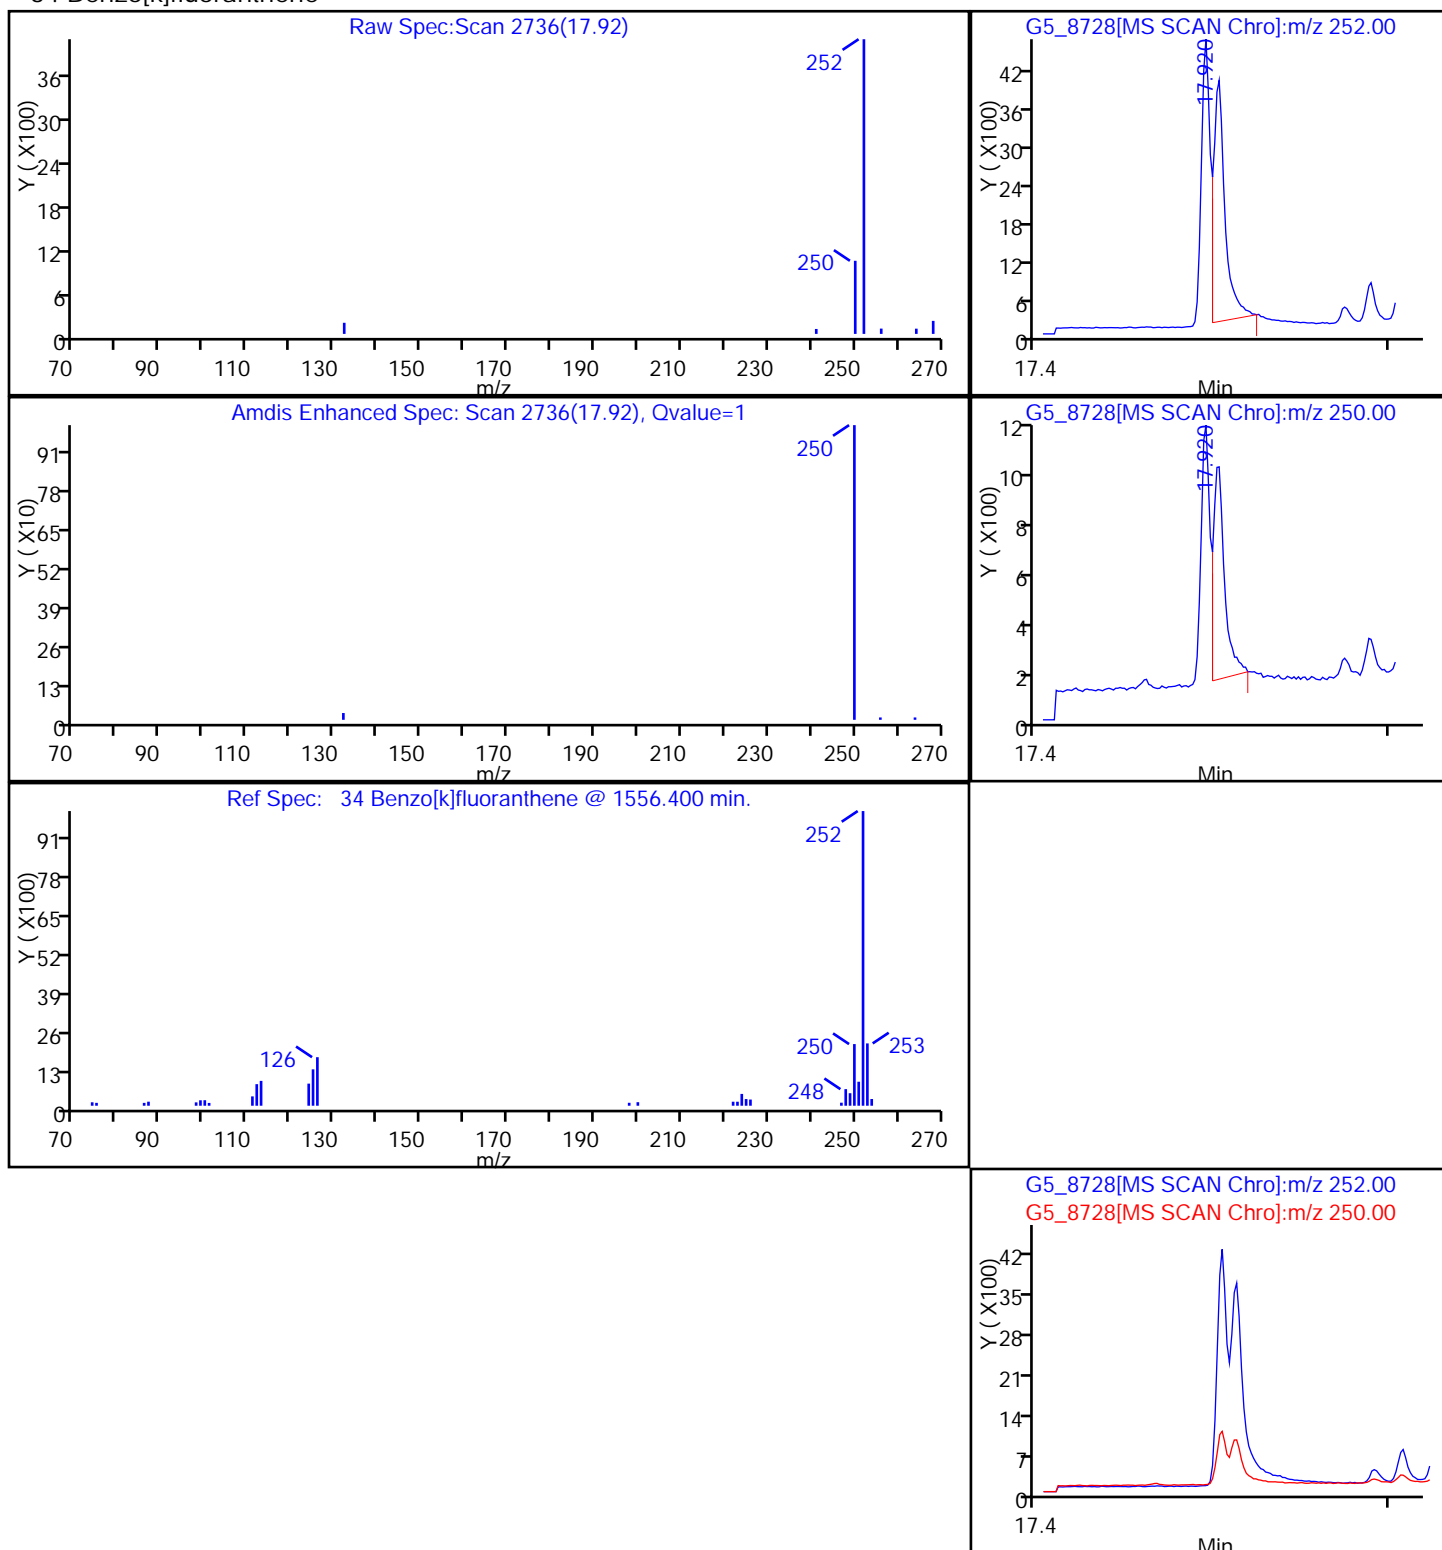 34 Benzo[k]fluoranthene
Raw Spec:Scan 2736(17.92)
252
250
36
30
24
18
12
6
0
Y ( X100)
70 90 110 130 150 170 190 210 230 250 270
m/z
G5_8728[MS SCAN Chro]:m/z 252.00
17.920
42
36
30
24
18
12
6
0
Y ( X100)
17.4
Min
Amdis Enhanced Spec: Scan 2736(17.92), Qvalue=1
250
91
78
65
52
39
26
13
0
Y ( X10)
70 90 110 130 150 170 190 210 230 250 270
m/z
G5_8728[MS SCAN Chro]:m/z 250.00
17.920
12
10
8
6
4
2
0
Y ( X100)
17.4
Min
Ref Spec: 34 Benzo[k]fluoranthene @ 1556.400 min.
252
250
253
248
126
91
78
65
52
39
26
13
0
Y ( X100)
70 90 110 130 150 170 190 210 230 250 270
m/z
G5_8728[MS SCAN Chro]:m/z 252.00
G5_8728[MS SCAN Chro]:m/z 250.00
42
35
28
21
14
7
0
Y ( X100)
17.4
Min